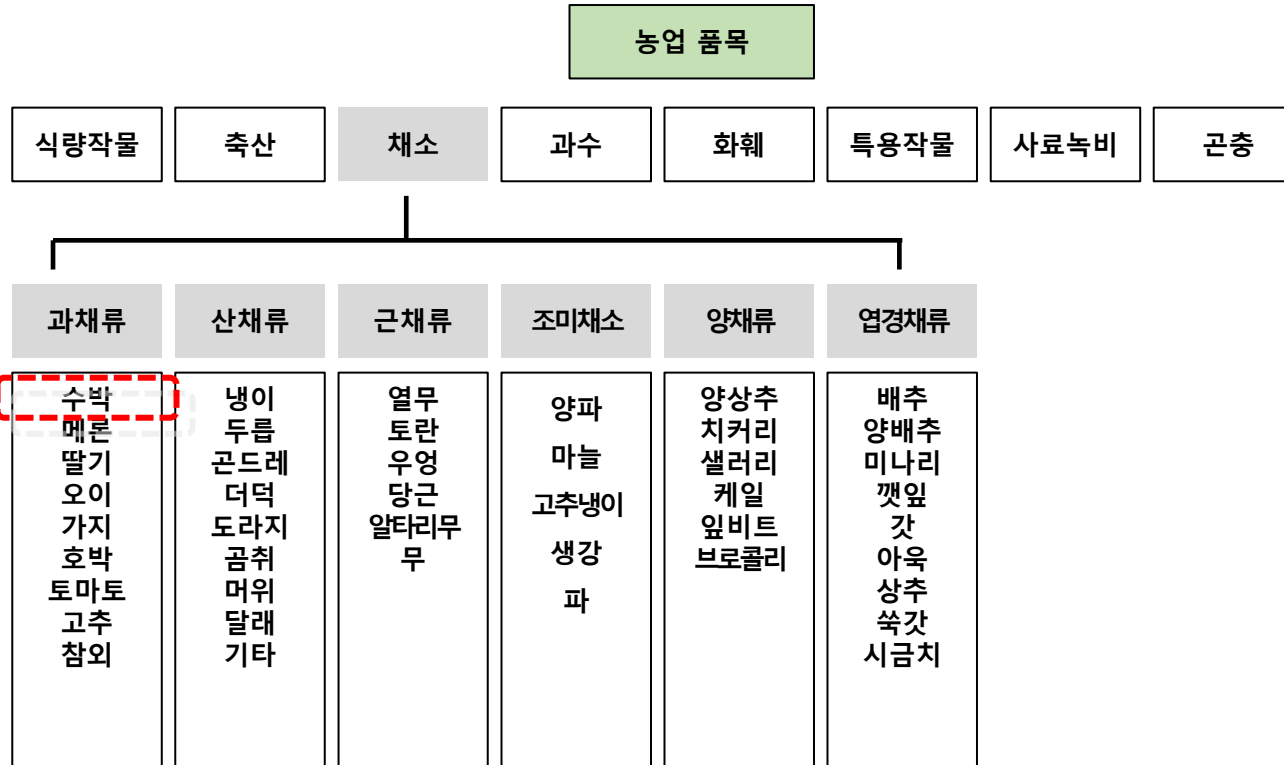 농업 품목
식량작물
축산
채소
과수
화훼
특용작물
사료녹비
곤충
과채류
산채류
근채류
조미채소
양채류
엽경채류
수박
메론
딸기
오이
가지
호박
토마토
고추
참외
냉이
두릅
곤드레
더덕
도라지
곰취
머위
달래
기타
열무
토란
우엉
당근
알타리무
무
양파
마늘
고추냉이
생강
파
양상추
치커리
샐러리
케일
잎비트
브로콜리
배추
양배추
미나리
깻잎
갓
아욱
상추
쑥갓
시금치